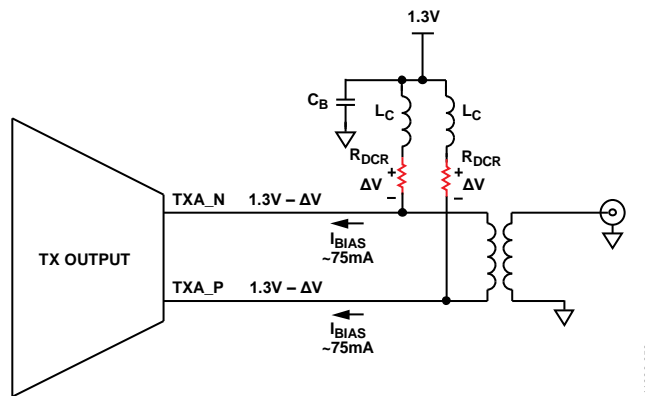 1.3V
CB
LC
LC
RDCR
RDCR
+
ΔV
–
+
ΔV
–
TXA_N 1.3V – ΔV
IBIAS
~75mA
TX OUTPUT
TXA_P 1.3V – ΔV
IBIAS
~75mA